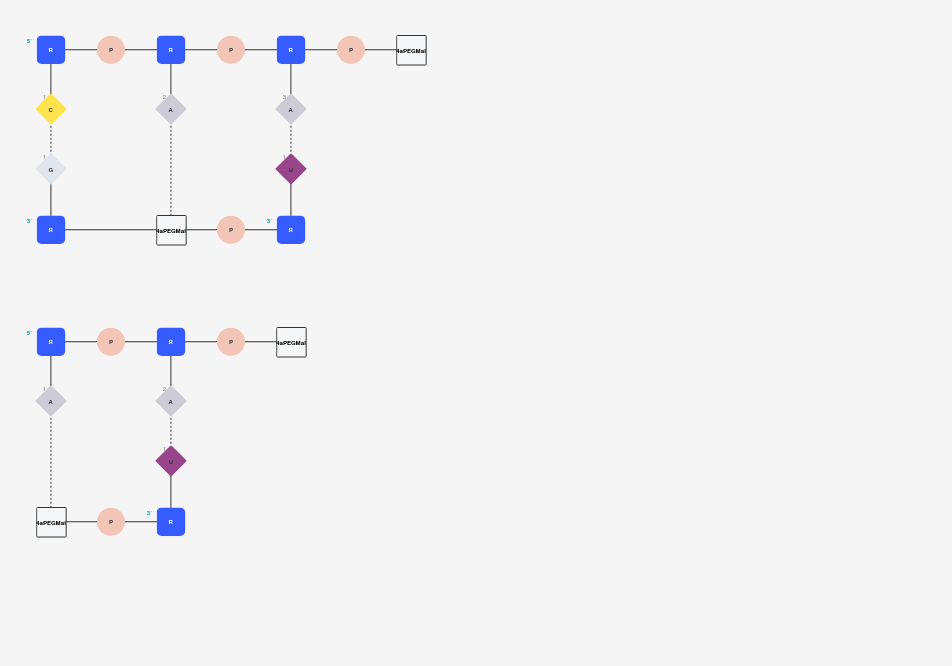 5' R P R P R P 4aPEGMal
1 C 2 A 3 A
1 G 1 U
3' R 4aPEGMal P 3' R
5' R P R P 4aPEGMal
1 A 2 A
1 U
4aPEGMal P 3' R